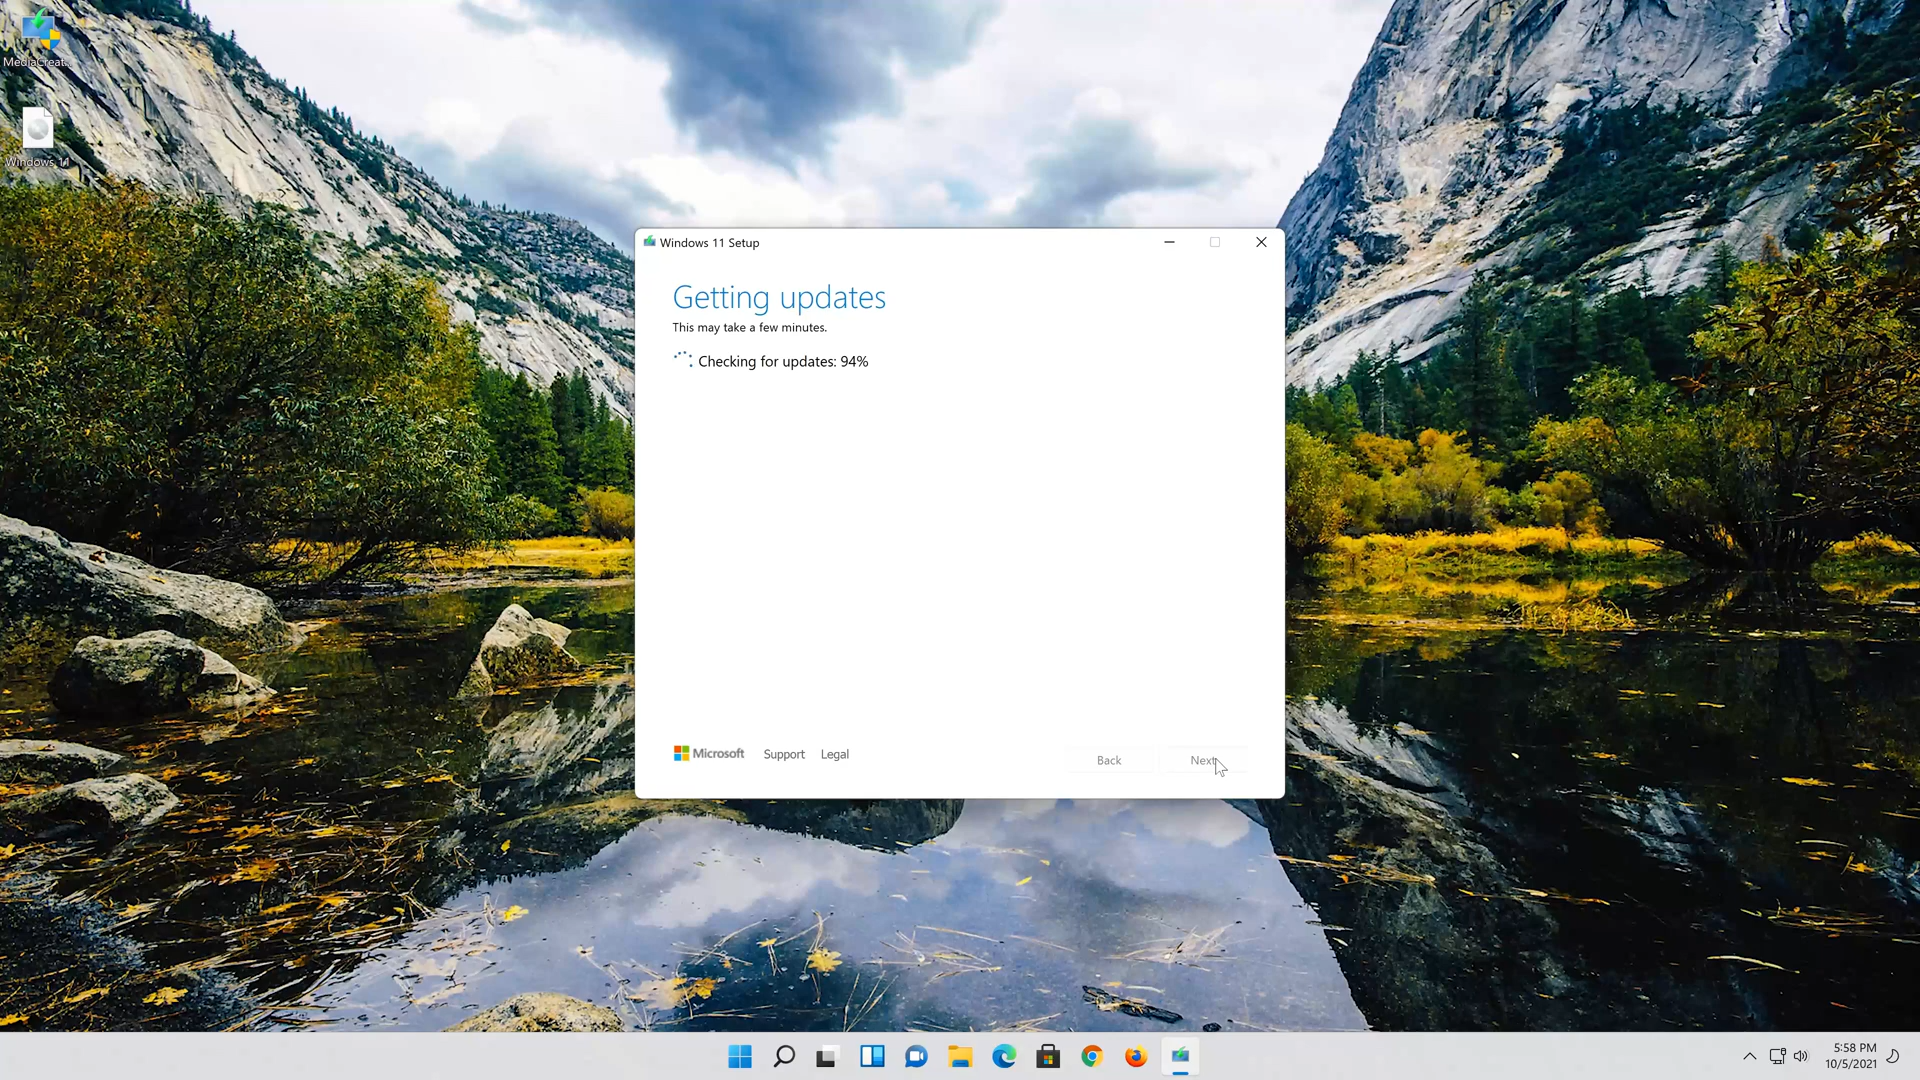 MediaCreat...
Windows 11
Windows 11 Setup
Getting updates
This may take a few minutes.
Checking for updates: 94%
Microsoft
Support
Legal
Back
Next
5:58 PM
10/5/2021